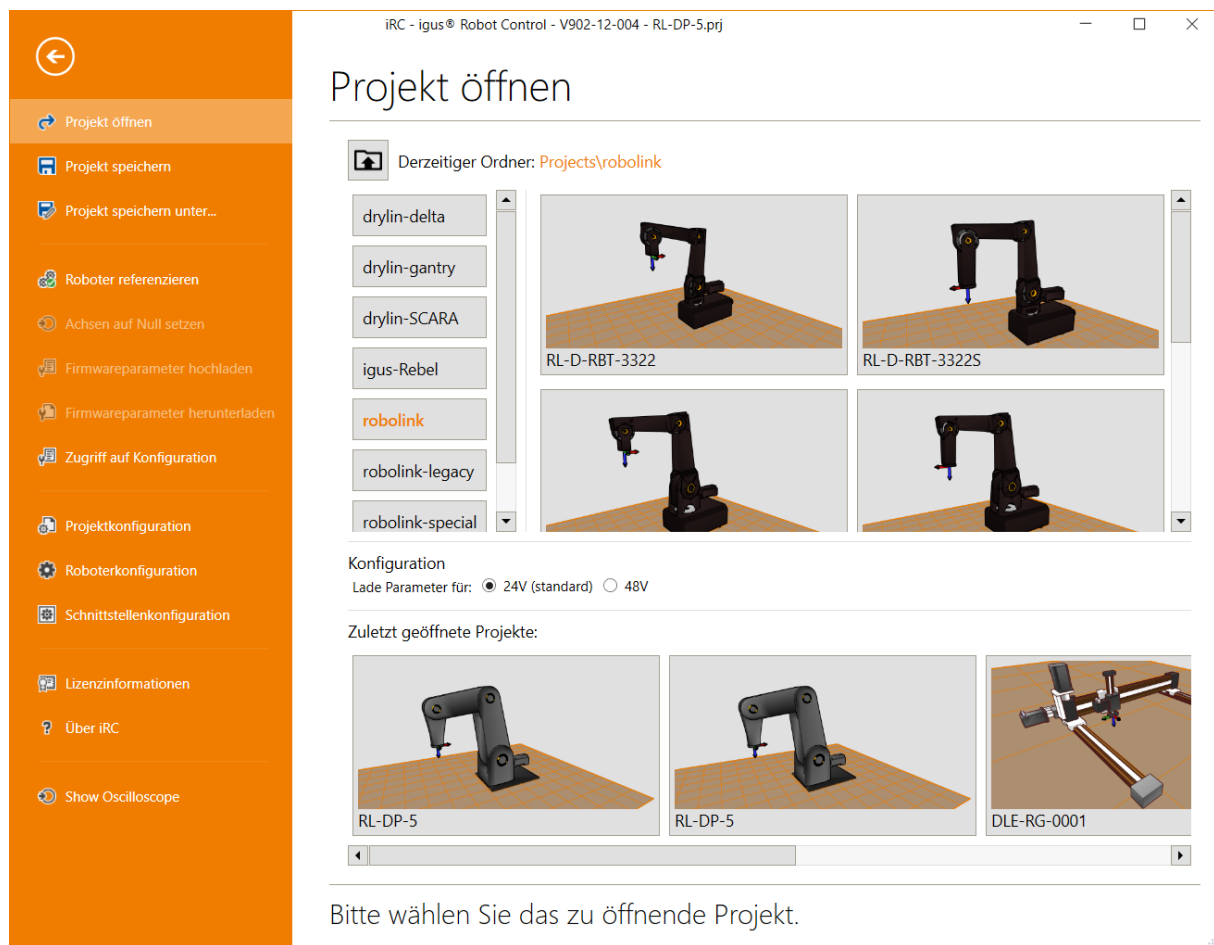 iRC - igus® Robot Control - V902-12-004 - RL-DP-5.prj
Projekt öffnen
Projekt speichern
Projekt speichern unter...
Roboter referenzieren
Achsen auf Null setzen
Firmwareparameter hochladen
Firmwareparameter herunterladen
Zugriff auf Konfiguration
Projektkonfiguration
Roboterkonfiguration
Schnittstellenkonfiguration
Lizenzinformationen
Über iRC
Show Oscilloscope
Projekt öffnen
Derzeitiger Ordner: Projects\robolink
drylin-delta
drylin-gantry
drylin-SCARA
igus-Rebel
robolink
robolink-legacy
robolink-special
RL-D-RBT-3322
RL-D-RBT-3322S
Konfiguration
Lade Parameter für: 24V (standard) 48V
Zuletzt geöffnete Projekte:
RL-DP-5
RL-DP-5
DLE-RG-0001
Bitte wählen Sie das zu öffnende Projekt.